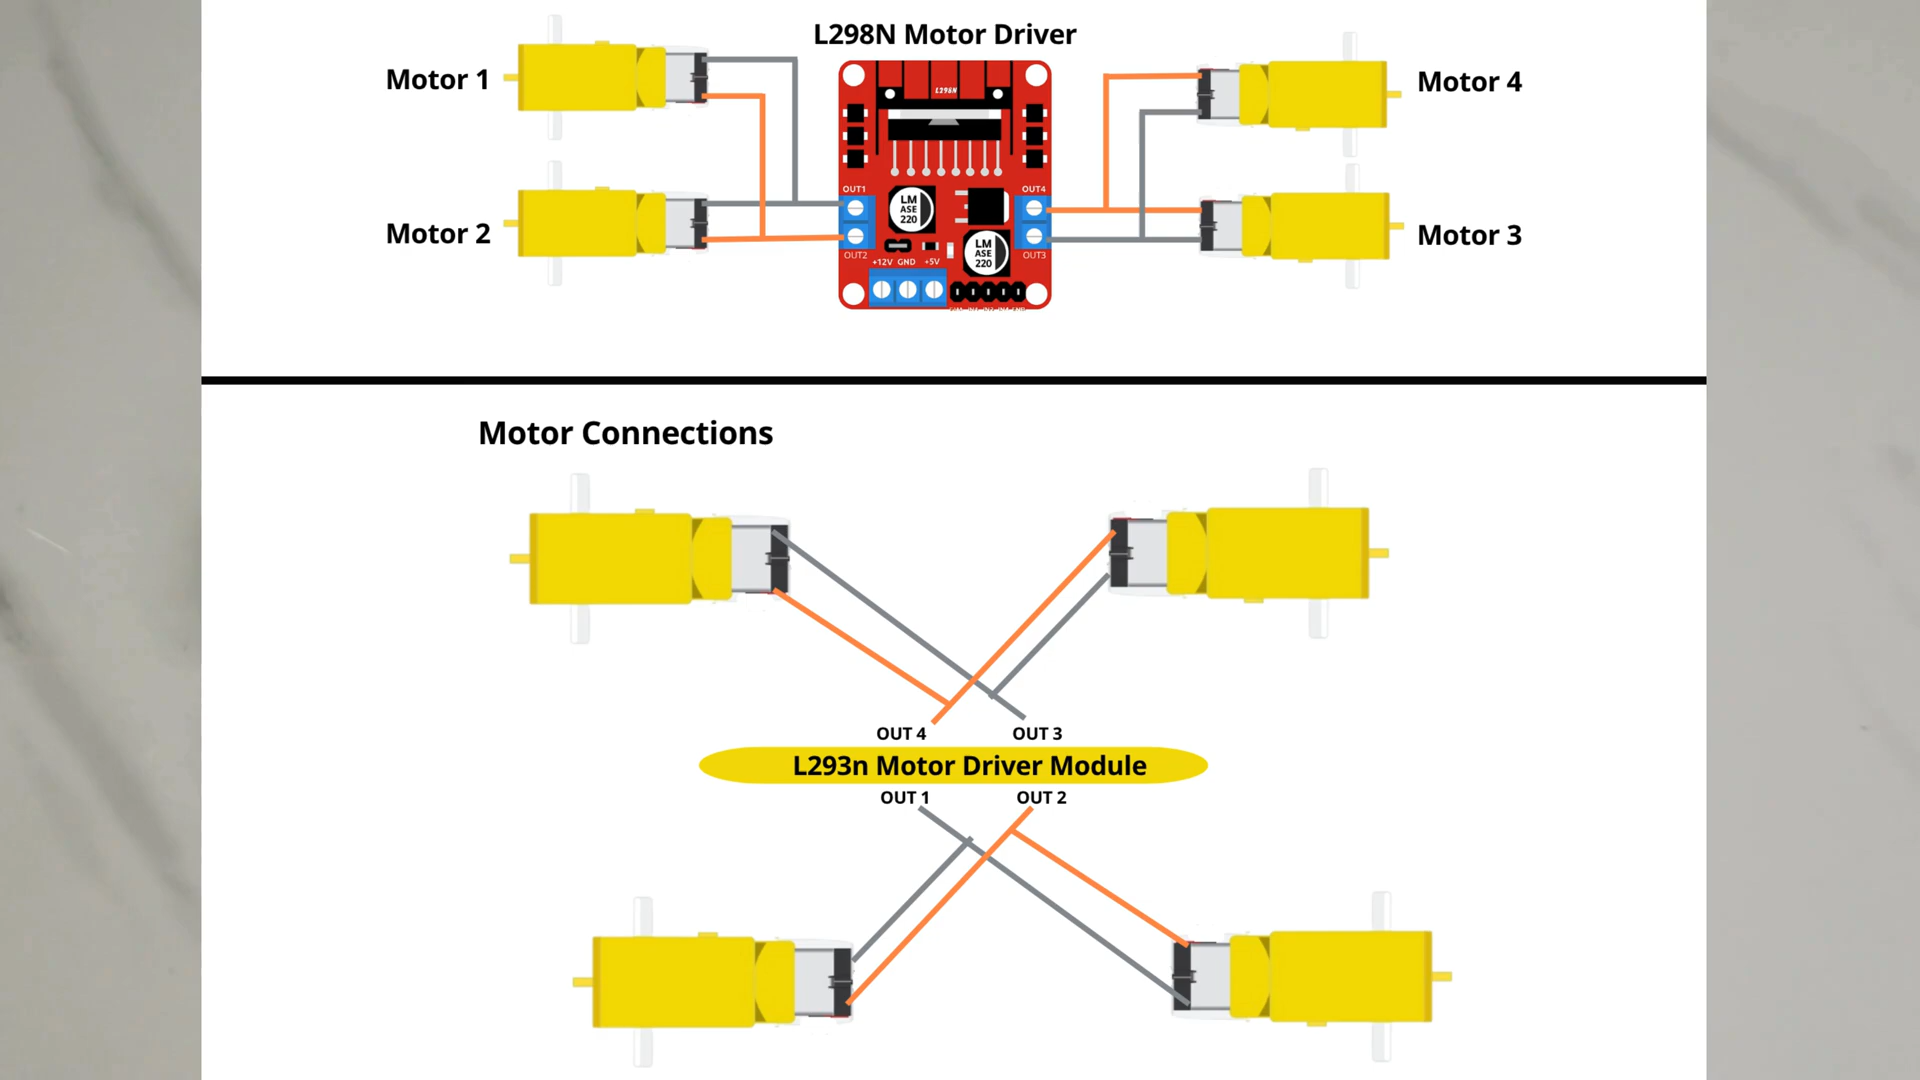 L298N Motor Driver
Motor 1
Motor 4
L298N
OUT1
OUT4
LM
ASE
220
Motor 2
Motor 3
LM
ASE
220
OUT2
OUT3
+12V GND +5V
Motor Connections
OUT 4
OUT 3
L293n Motor Driver Module
OUT 1
OUT 2